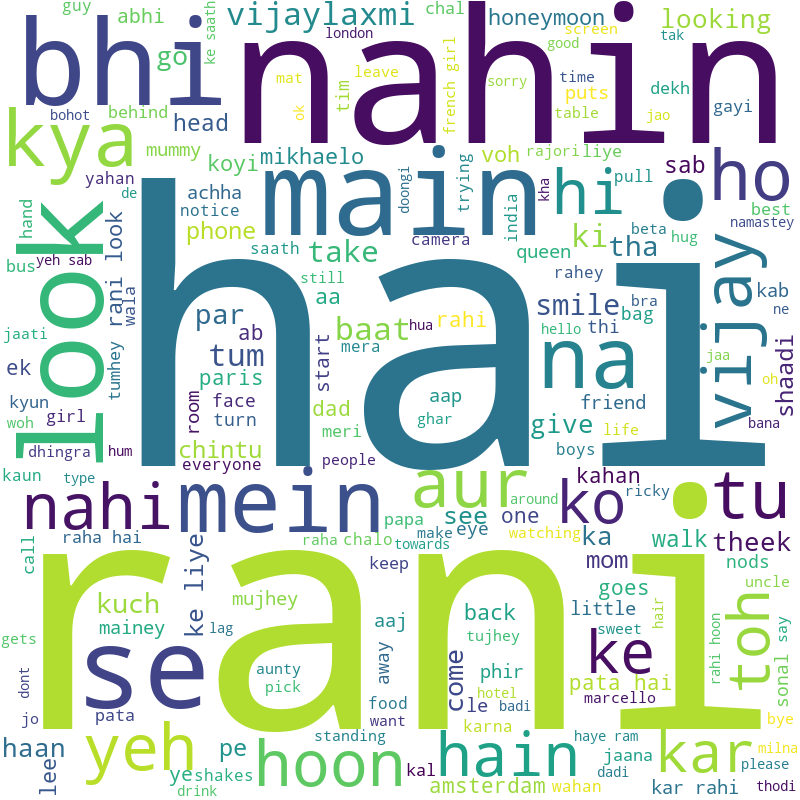 guy
abhi
ke saath
vijaylaxmi
chal
honeymoon
looking
bhi
nahin
go
london
screen
good
tak
bohot
behind
head
mat
leave
tim
ok
french girl
sorry
time
puts
table
dekh
gayi
jao
kya
mummy
koyi
mikhaelo
main
voh
rajori
liye
sab
ho
yahan
achha
notice
de
doongi
trying
hi
kha
pull
best
hand
phone
saath
camera
india
ki
tha
beta
hug
namastey
bus
yeh sab
look
look
wala
take
queen
rahey
vijay
kab
still
aa
hai
smile
bra
bag
ne
jaati
tumhey
rani
par
ab
baat
hua
rahi
hello
thi
ek
tum
start
mera
na
jaa
oh
shaadi
kyun
paris
face
room
turn
dad
aap
ghar
friend
life
bana
woh
girl
meri
give
boys
dhingra
hum
chintu
everyone
people
kaun
type
nahi
mein
aur
around
kahan
ricky
tu
papa
see
one
ko
raha hai
raha
chalo
make
towards
eye
watching
ka
walk
theek
call
keep
mom
nods
uncle
rani
ke liye
kuch
mujhey
goes
mainey
lag
aaj
back
little
hair
gets
tujhey
sweet
toh
say
se
aunty
pick
away
come
phir
ke
rahi hoon
sonal
dont
food
hotel
pata hai
marcello
jo
pata
want
le
badi
karna
bye
haan
yeh
pe
standing
haye ram
milna
leen
ye
shakes
hoon
kal
hain
jaana
kar
please
drink
amsterdam
wahan
dadi
kar rahi
thodi